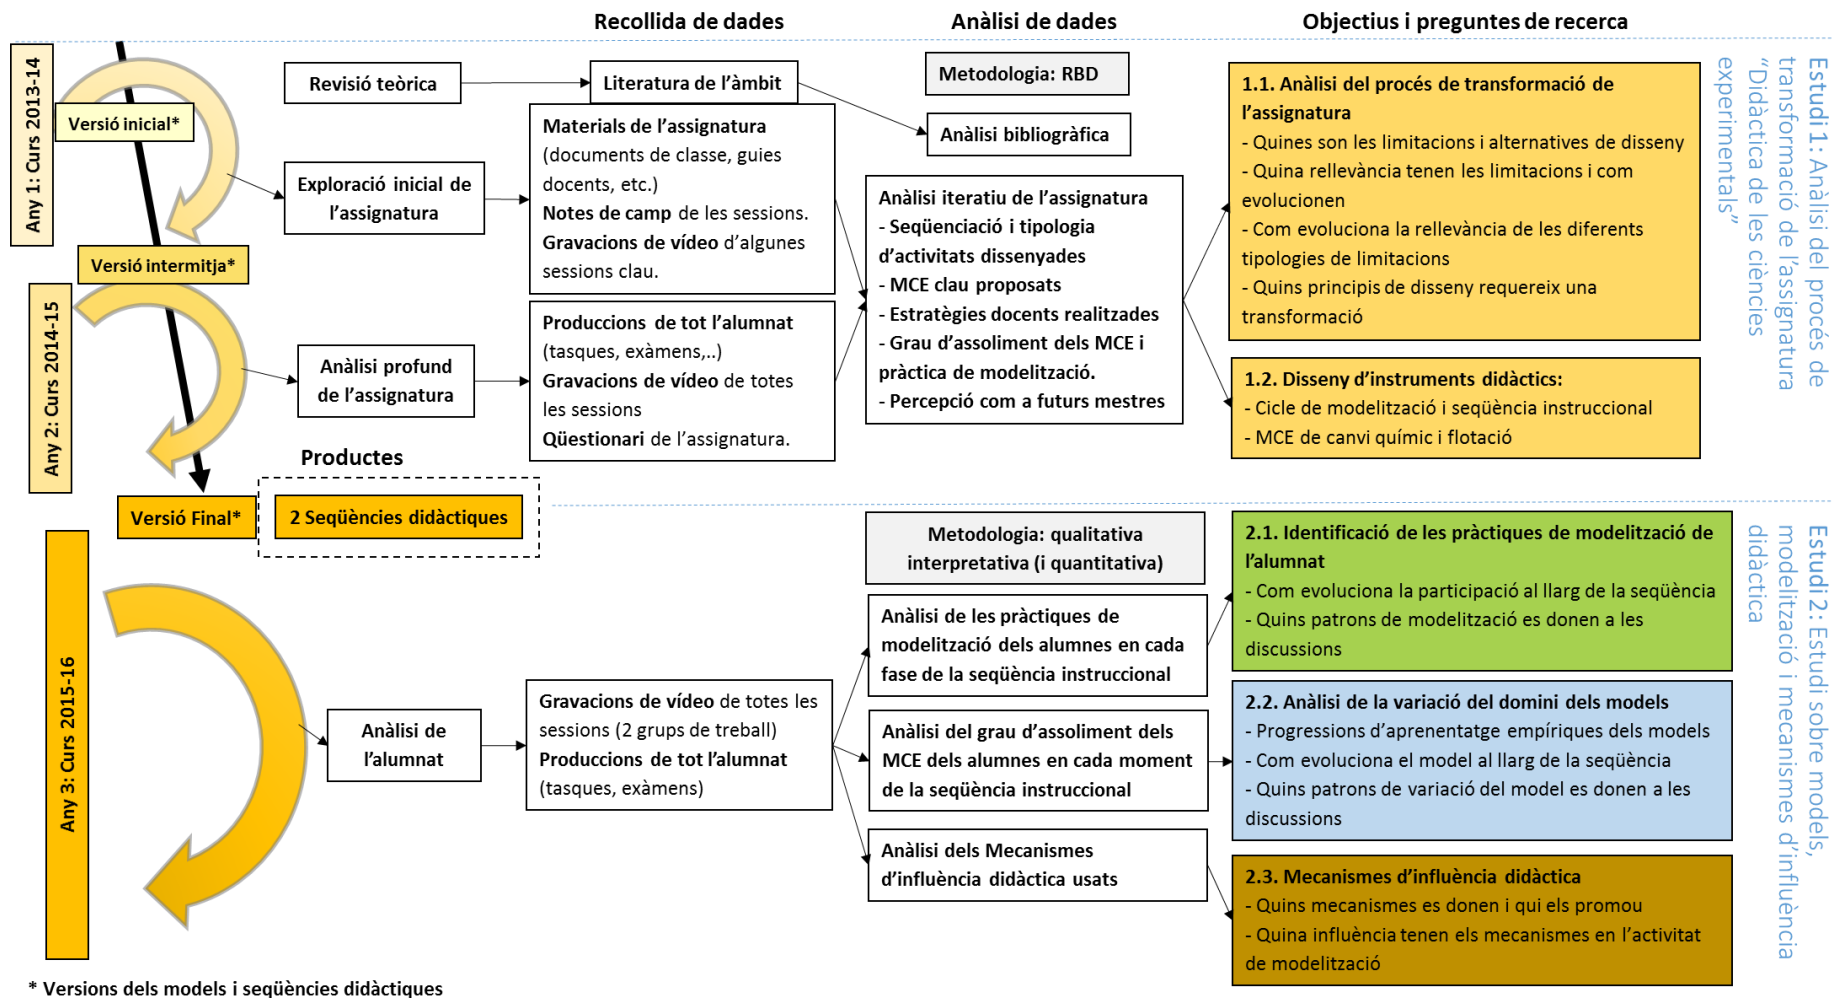 Recollida de dades
Anàlisi de dades
Objectius i preguntes de recerca
Any 1: Curs 2013-14
Versió inicial*
Revisió teòrica
Literatura de l’àmbit
Metodologia: RBD
Anàlisi bibliogràfica
Exploració inicial de
l’assignatura
Materials de l’assignatura
(documents de classe, guies
docents, etc.)
Notes de camp de les sessions.
Gravacions de vídeo d’algunes
sessions clau.
Anàlisi iteratiu de l’assignatura
- Seqüenciació i tipologia
d’activitats dissenyades
- MCE clau proposats
- Estratègies docents realitzades
- Grau d’assoliment dels MCE i
pràctica de modelització.
- Percepció com a futurs mestres
1.1. Anàlisi del procés de transformació de
l’assignatura
- Quines son les limitacions i alternatives de disseny
- Quina rellevància tenen les limitacions i com
evolucionen
- Com evoluciona la rellevància de les diferents
tipologies de limitacions
- Quins principis de disseny requereix una
transformació
Estudi 1: Anàlisi del procés de
transformació de l’assignatura
“Didàctica de les ciències
experimentals”
Versió intermitja*
Any 2: Curs 2014-15
Anàlisi profund
de l’assignatura
Produccions de tot l’alumnat
(tasques, exàmens,..)
Gravacions de vídeo de totes
les sessions
Qüestionari de l’assignatura.
1.2. Disseny d’instruments didàctics:
- Cicle de modelització i seqüència instruccional
- MCE de canvi químic i flotació
Productes
Versió Final*
2 Seqüències didàctiques
Any 3: Curs 2015-16
Anàlisi de
l’alumnat
Gravacions de vídeo de totes les
sessions (2 grups de treball)
Produccions de tot l’alumnat
(tasques, exàmens)
Metodologia: qualitativa
interpretativa (i quantitativa)
Anàlisi de les pràctiques de
modelització dels alumnes en cada
fase de la seqüència instruccional
Anàlisi del grau d’assoliment dels
MCE dels alumnes en cada moment
de la seqüència instruccional
Anàlisi dels Mecanismes
d’influència didàctica usats
2.1. Identificació de les pràctiques de modelització de
l’alumnat
- Com evoluciona la participació al llarg de la seqüència
- Quins patrons de modelització es donen a les
discussions
2.2. Anàlisi de la variació del domini dels models
- Progressions d’aprenentatge empíriques dels models
- Com evoluciona el model al llarg de la seqüència
- Quins patrons de variació del model es donen a les
discussions
2.3. Mecanismes d’influència didàctica
- Quins mecanismes es donen i qui els promou
- Quina influència tenen els mecanismes en l’activitat
de modelització
Estudi 2: Estudi sobre models,
modelització i mecanismes d’influència
didàctica
* Versions dels models i seqüències didàctiques